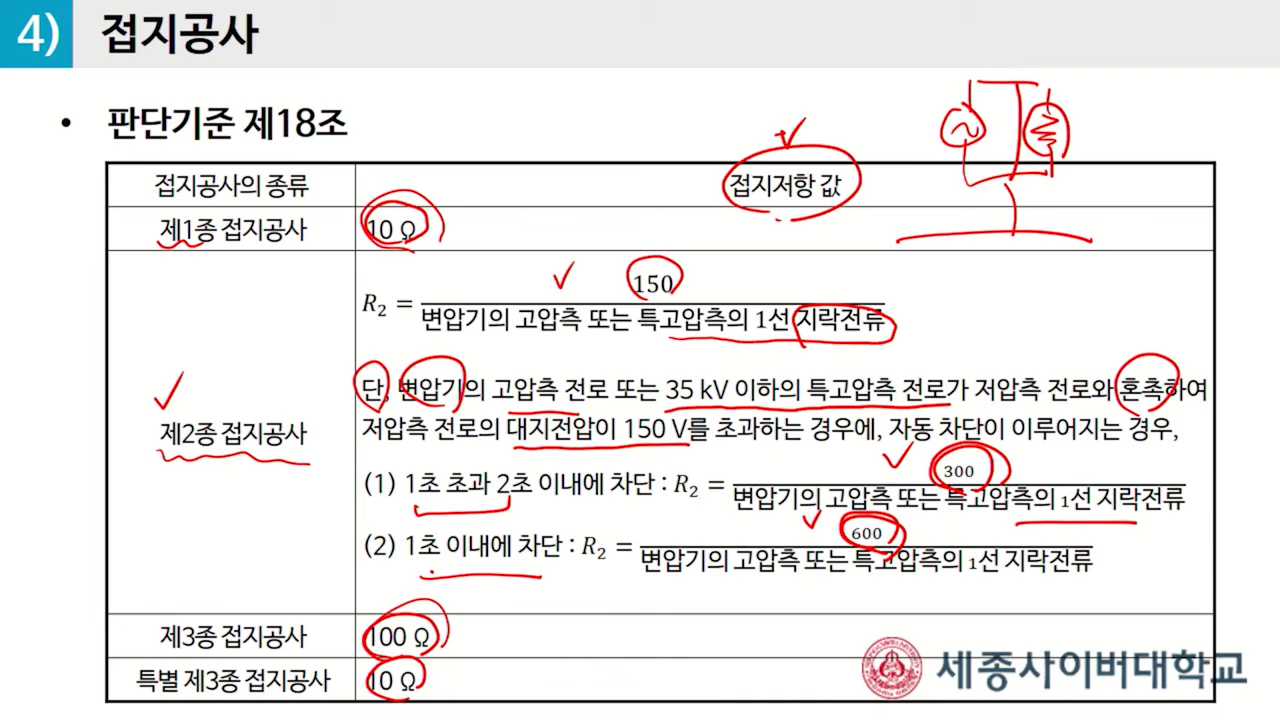 4) 접지공사
• 판단기준 제18조
접지공사의 종류 접지저항 값
제1종 접지공사 10 Ω
제2종 접지공사
R₂ = 150 / 변압기의 고압측 또는 특고압측의 1선 지락전류
단, 변압기의 고압측 전로 또는 35 kV 이하의 특고압측 전로가 저압측 전로와 혼촉하여
저압측 전로의 대지전압이 150 V를 초과하는 경우에, 자동 차단이 이루어지는 경우,
(1) 1초 초과 2초 이내에 차단 : R₂ = 300 / 변압기의 고압측 또는 특고압측의 1선 지락전류
(2) 1초 이내에 차단 : R₂ = 600 / 변압기의 고압측 또는 특고압측의 1선 지락전류
제3종 접지공사 100 Ω
특별 제3종 접지공사 10 Ω
세종사이버대학교